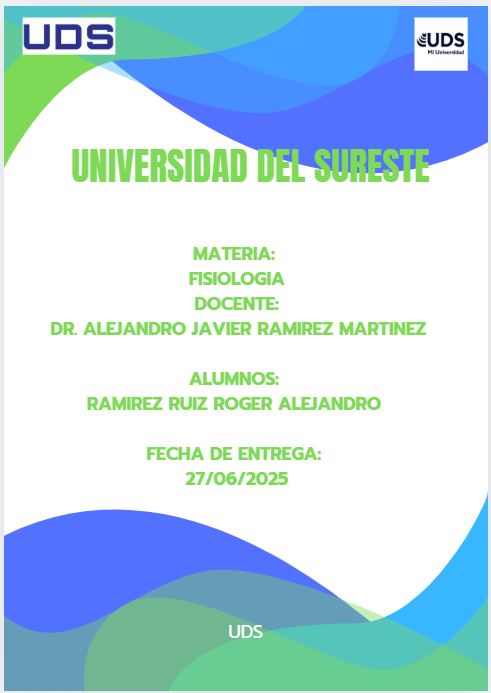 UDS
UDS
Mi Universidad
UNIVERSIDAD DEL SURESTE
MATERIA:
FISIOLOGIA
DOCENTE:
DR. ALEJANDRO JAVIER RAMIREZ MARTINEZ
ALUMNOS:
RAMIREZ RUIZ ROGER ALEJANDRO
FECHA DE ENTREGA:
27/06/2025
UDS